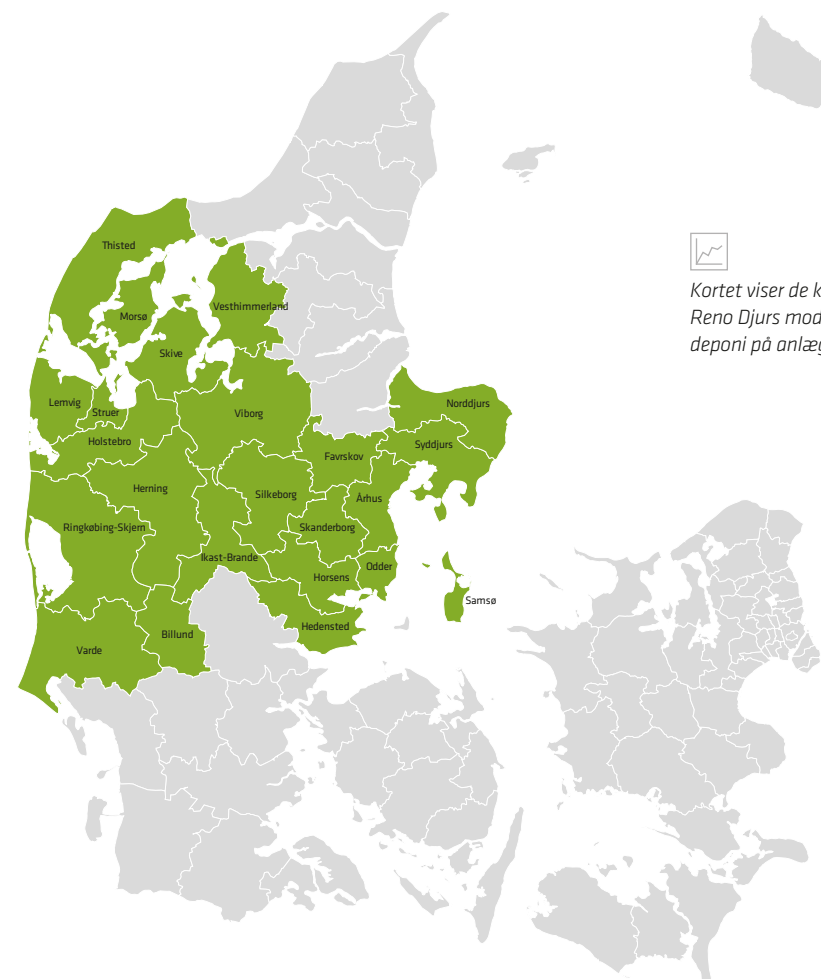 Thisted
Morsø
Vesthimmerland
Skive
Lemvig
Struer
Viborg
Norddjurs
Holstebro
Syddjurs
Favrskov
Herning
Silkeborg
Århus
Ringkøbing-Skjern
Skanderborg
Ikast-Brande
Odder
Horsens
Samsø
Hedensted
Billund
Varde
Kortet viser de k
Reno Djurs mod
deponi på anlæg